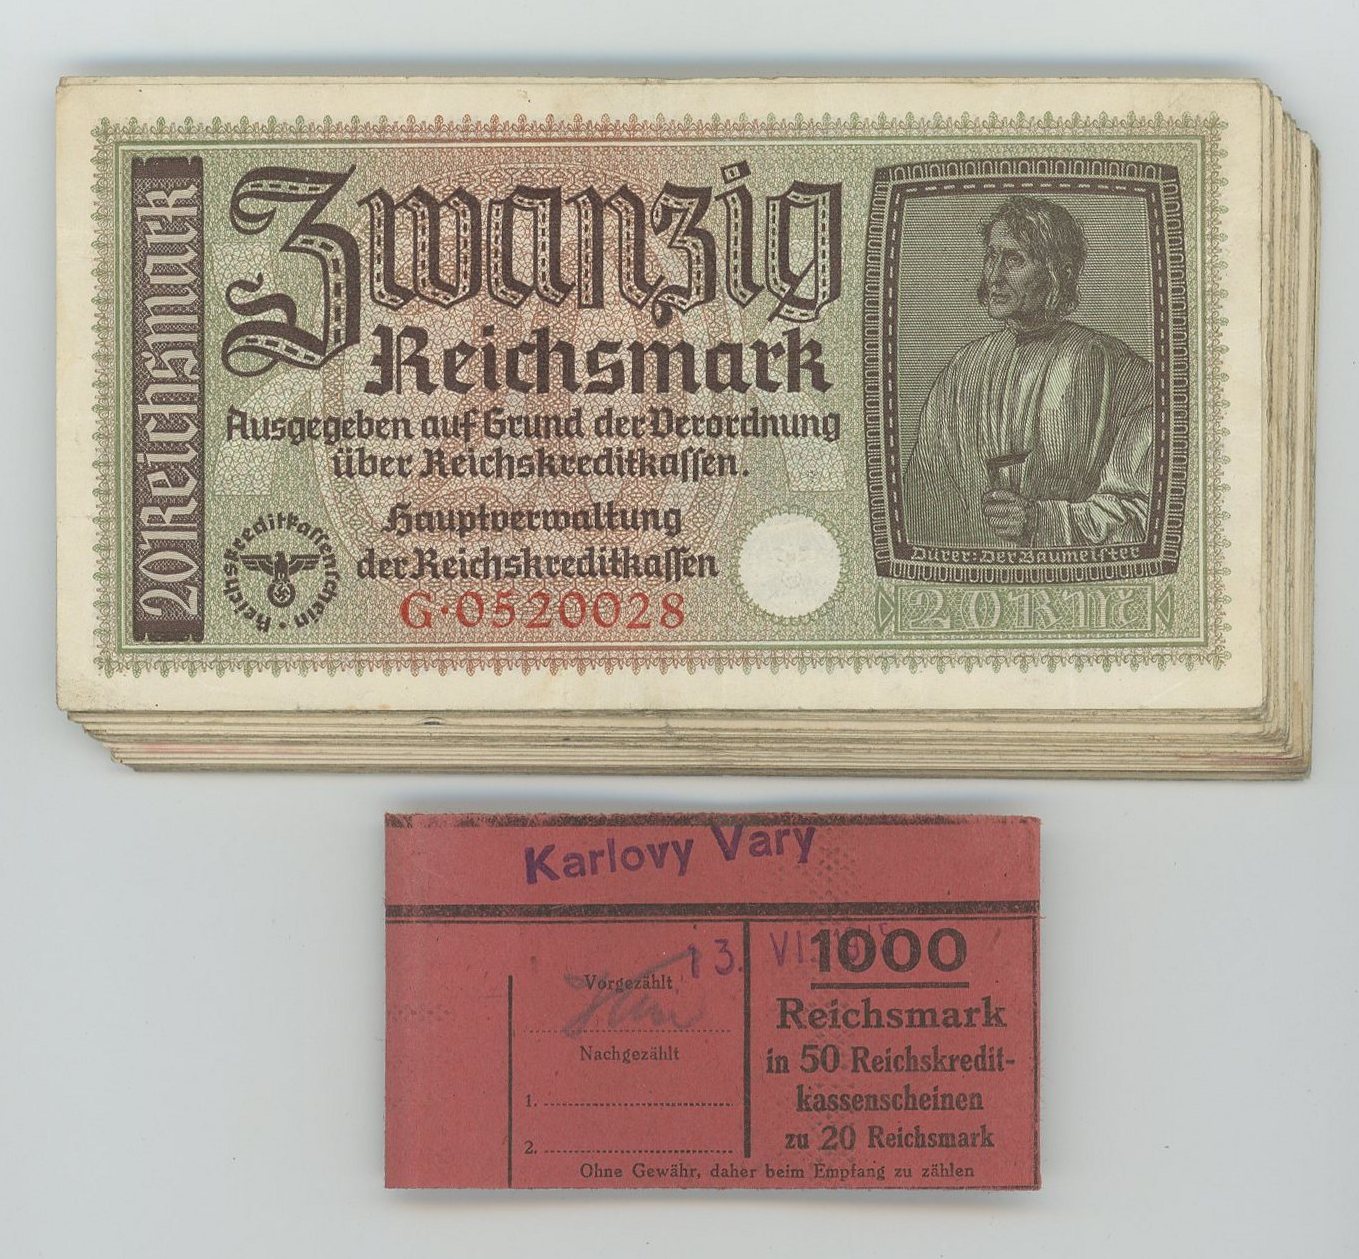 20 Reichsmark
Zwanzig
Reichsmark
Ausgegeben auf Grund der Verordnung
über Reichskreditkassen.
Hauptverwaltung
der Reichskreditkassen
Reichskreditkassenschein
G·0520028
Dürer: Der Baumeister
20RM
Karlovy Vary
13. VI.
1000
Reichsmark
in 50 Reichskredit-
kassenscheinen
zu 20 Reichsmark
Vorgezählt
Nachgezählt
1.
2.
Ohne Gewähr, daher beim Empfang zu zählen